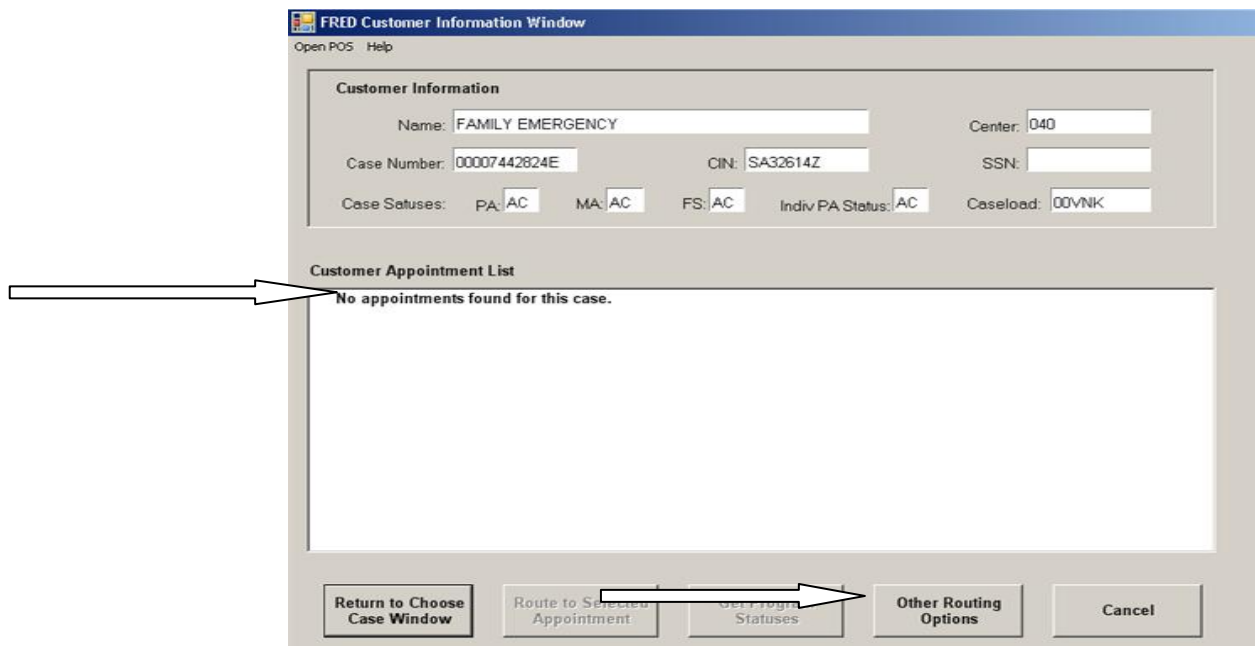 FRED Customer Information Window
Open POS Help
Customer Information
Name: FAMILY EMERGENCY Center: 040
Case Number: 00007442824E CIN: SA32614Z SSN:
Case Satuses: PA: AC MA: AC FS: AC Indiv PA Status: AC Caseload: 00VNK
Customer Appointment List
No appointments found for this case.
Return to Choose
Case Window
Route to Selected
Appointment
Statuses
Other Routing
Options
Cancel